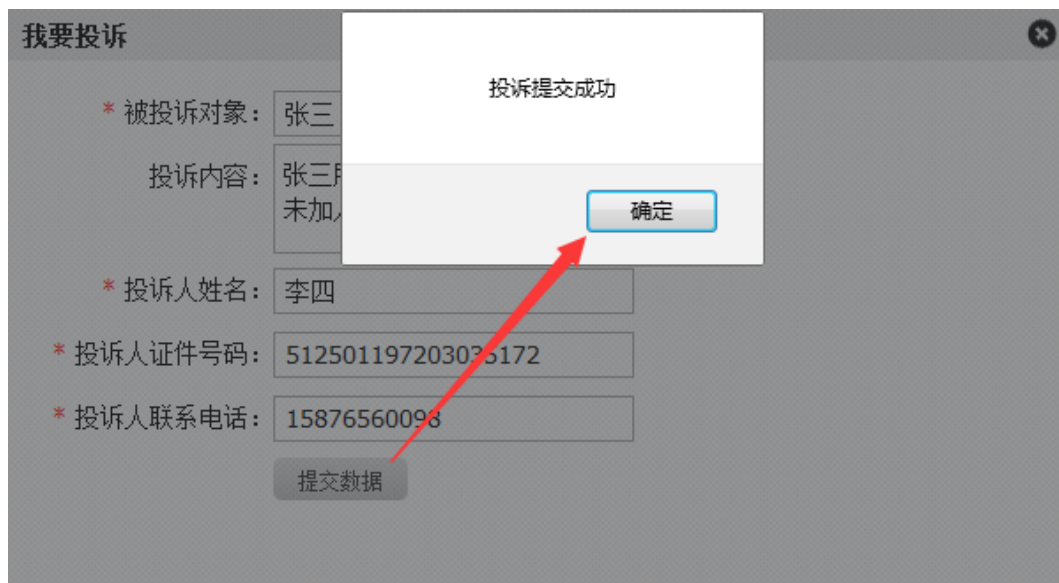 我要投诉
投诉提交成功
* 被投诉对象： 张三
投诉内容： 张三
未加
确定
* 投诉人姓名： 李四
* 投诉人证件号码： 512501197203035172
* 投诉人联系电话： 15876560098
提交数据